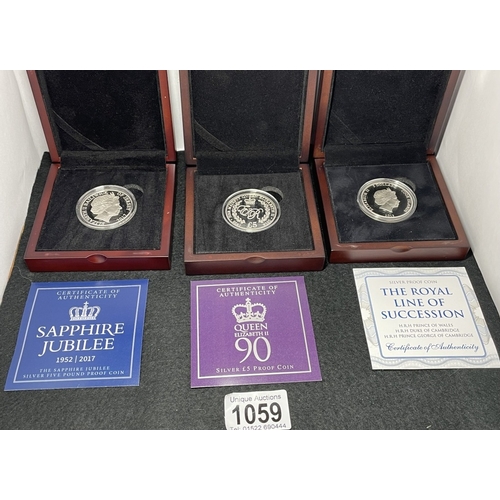 CERTIFICATE OF
AUTHENTICITY
SAPPHIRE
JUBILEE
1952 | 2017
THE SAPPHIRE JUBILEE
SILVER FIVE POUND PROOF COIN
CERTIFICATE OF
AUTHENTICITY
QUEEN
ELIZABETH II
90
SILVER £5 PROOF COIN
SILVER PROOF COIN
THE ROYAL
LINE OF
SUCCESSION
H.R.H PRINCE OF WALES
H.R.H DUKE OF CAMBRIDGE
H.R.H PRINCE GEORGE OF CAMBRIDGE
Certificate of Authenticity
Unique Auctions
1059
Tel: 01522 690444